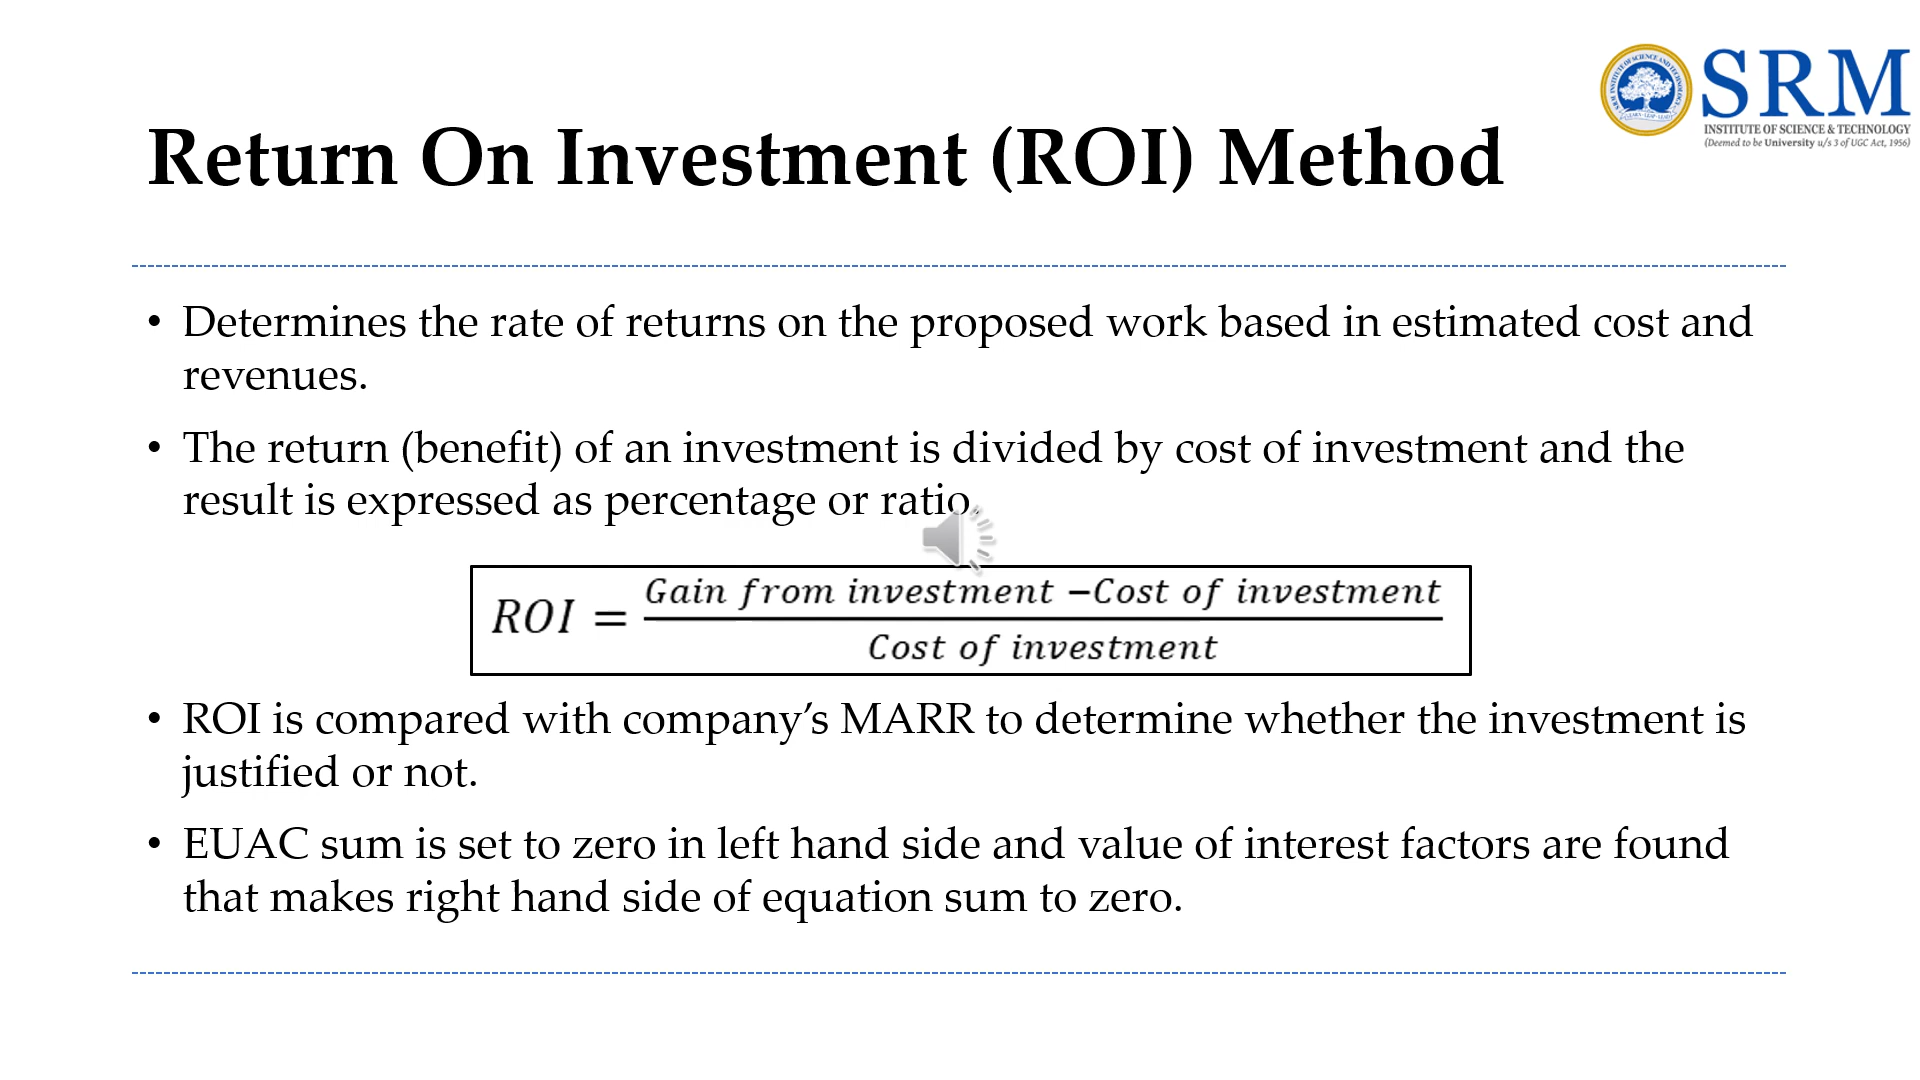 SRM
INSTITUTE OF SCIENCE & TECHNOLOGY
(Deemed to be University u/s 3 of UGC Act, 1956)
Return On Investment (ROI) Method
• Determines the rate of returns on the proposed work based in estimated cost and
revenues.
• The return (benefit) of an investment is divided by cost of investment and the
result is expressed as percentage or ratio.
ROI = Gain from investment −Cost of investment
Cost of investment
• ROI is compared with company’s MARR to determine whether the investment is
justified or not.
• EUAC sum is set to zero in left hand side and value of interest factors are found
that makes right hand side of equation sum to zero.